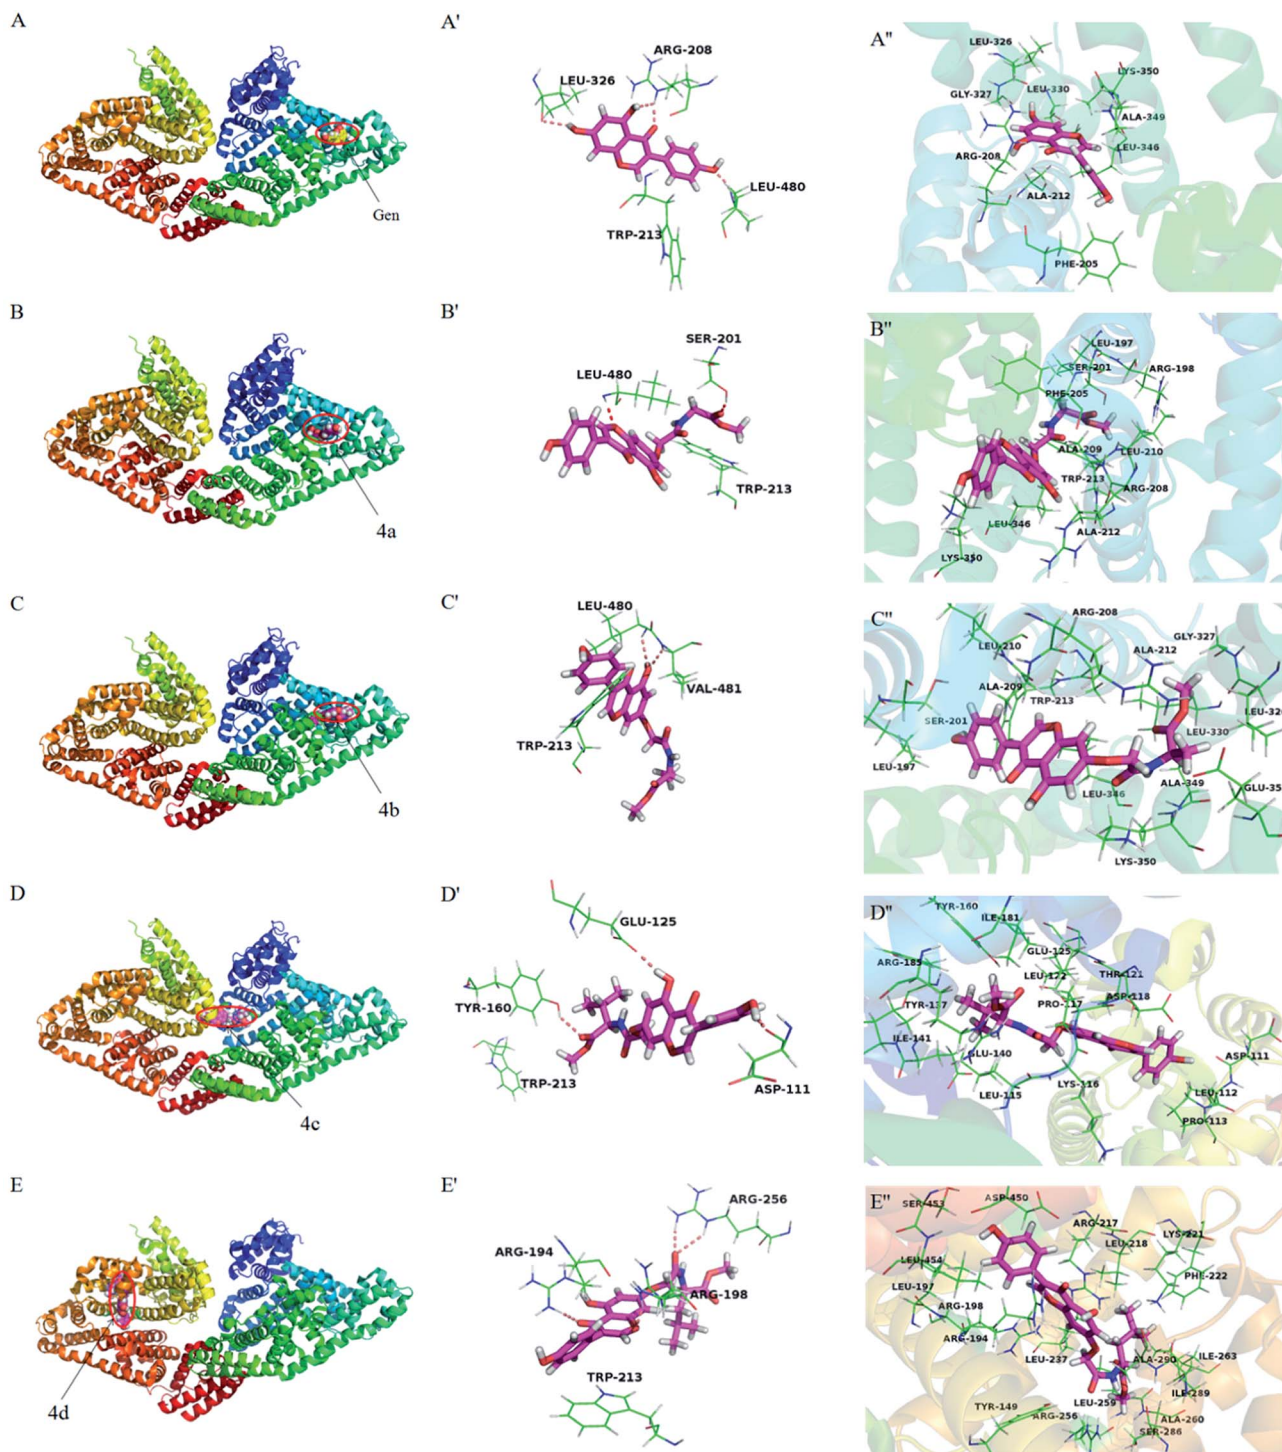 A
Gen
A'
ARG-208
LEU-326
LEU-480
TRP-213
A"
LEU-326
LYS-350
GLY-327
LEU-330
ALA-349
LEU-346
ARG-208
ALA-212
PHE-205
B
4a
B'
SER-201
LEU-480
TRP-213
B"
LEU-197
SER-201
ARG-198
PHE-205
ALA-209
LEU-210
TRP-213
ARG-208
LEU-346
ALA-212
LYS-350
C
4b
C'
LEU-480
VAL-481
TRP-213
C"
ARG-208
GLY-327
LEU-210
ALA-212
ALA-209
TRP-213
SER-201
LEU-330
LEU-197
ALA-349
LEU-346
LYS-350
D
4c
D'
GLU-125
TYR-160
TRP-213
ASP-111
D"
TYR-160
ILE-181
GLU-125
ARG-185
LEU-122
THR-121
ASP-118
PRO-117
ILE-141
GLU-140
ASP-111
LYS-116
LEU-112
LEU-115
PRO-113
E
4d
E'
ARG-256
ARG-194
ARG-198
TRP-213
E"
SER-453
ASP-450
ARG-217
LEU-218
LYS-221
LEU-454
PHE-222
LEU-197
ARG-198
ARG-194
LEU-237
ALA-290
ILE-263
ILE-289
LEU-259
TYR-149
ARG-256
ALA-260
SER-286